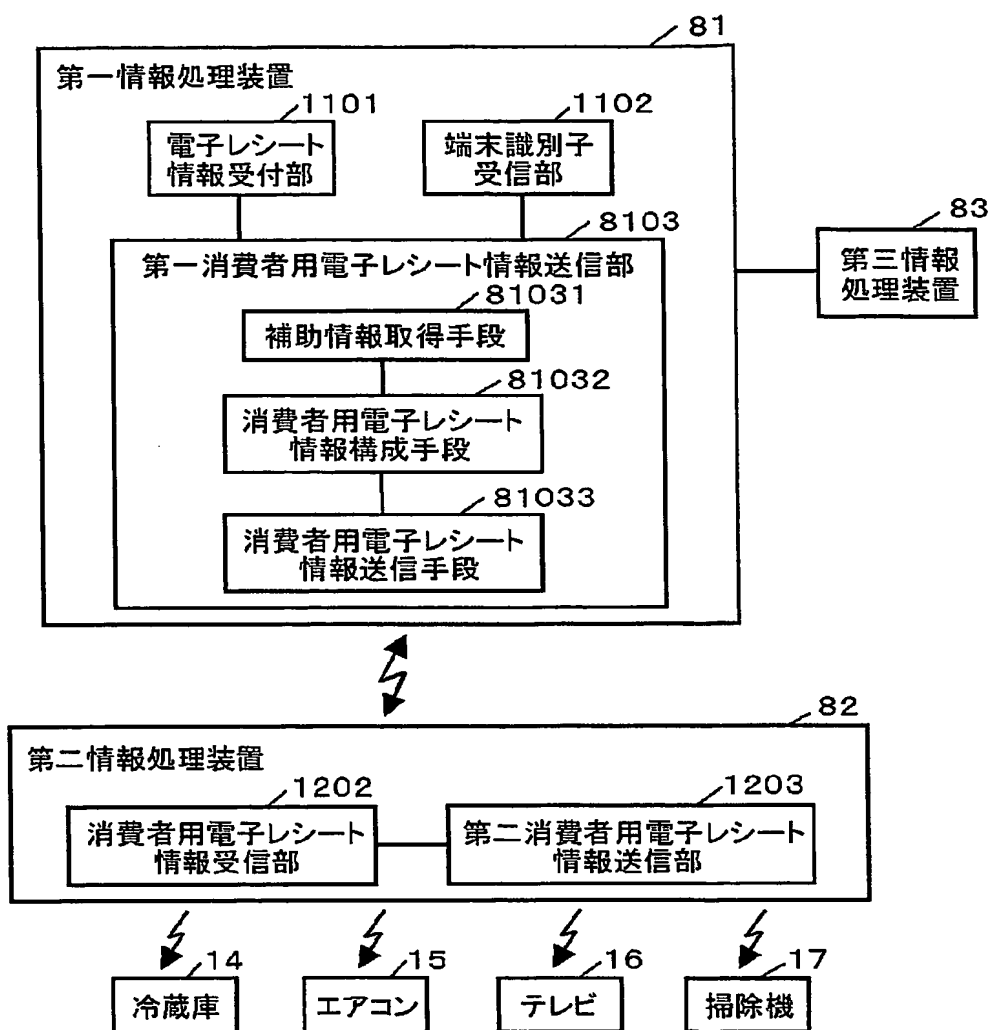 81
第一情報処理装置
1101
1102
電子レシート
情報受付部
端末識別子
受信部
8103
第一消費者用電子レシート情報送信部
83
第三情報
処理装置
81031
補助情報取得手段
81032
消費者用電子レシート
情報構成手段
81033
消費者用電子レシート
情報送信手段
82
第二情報処理装置
1202
1203
消費者用電子レシート
情報受信部
第二消費者用電子レシート
情報送信部
14
15
16
17
冷蔵庫
エアコン
テレビ
掃除機